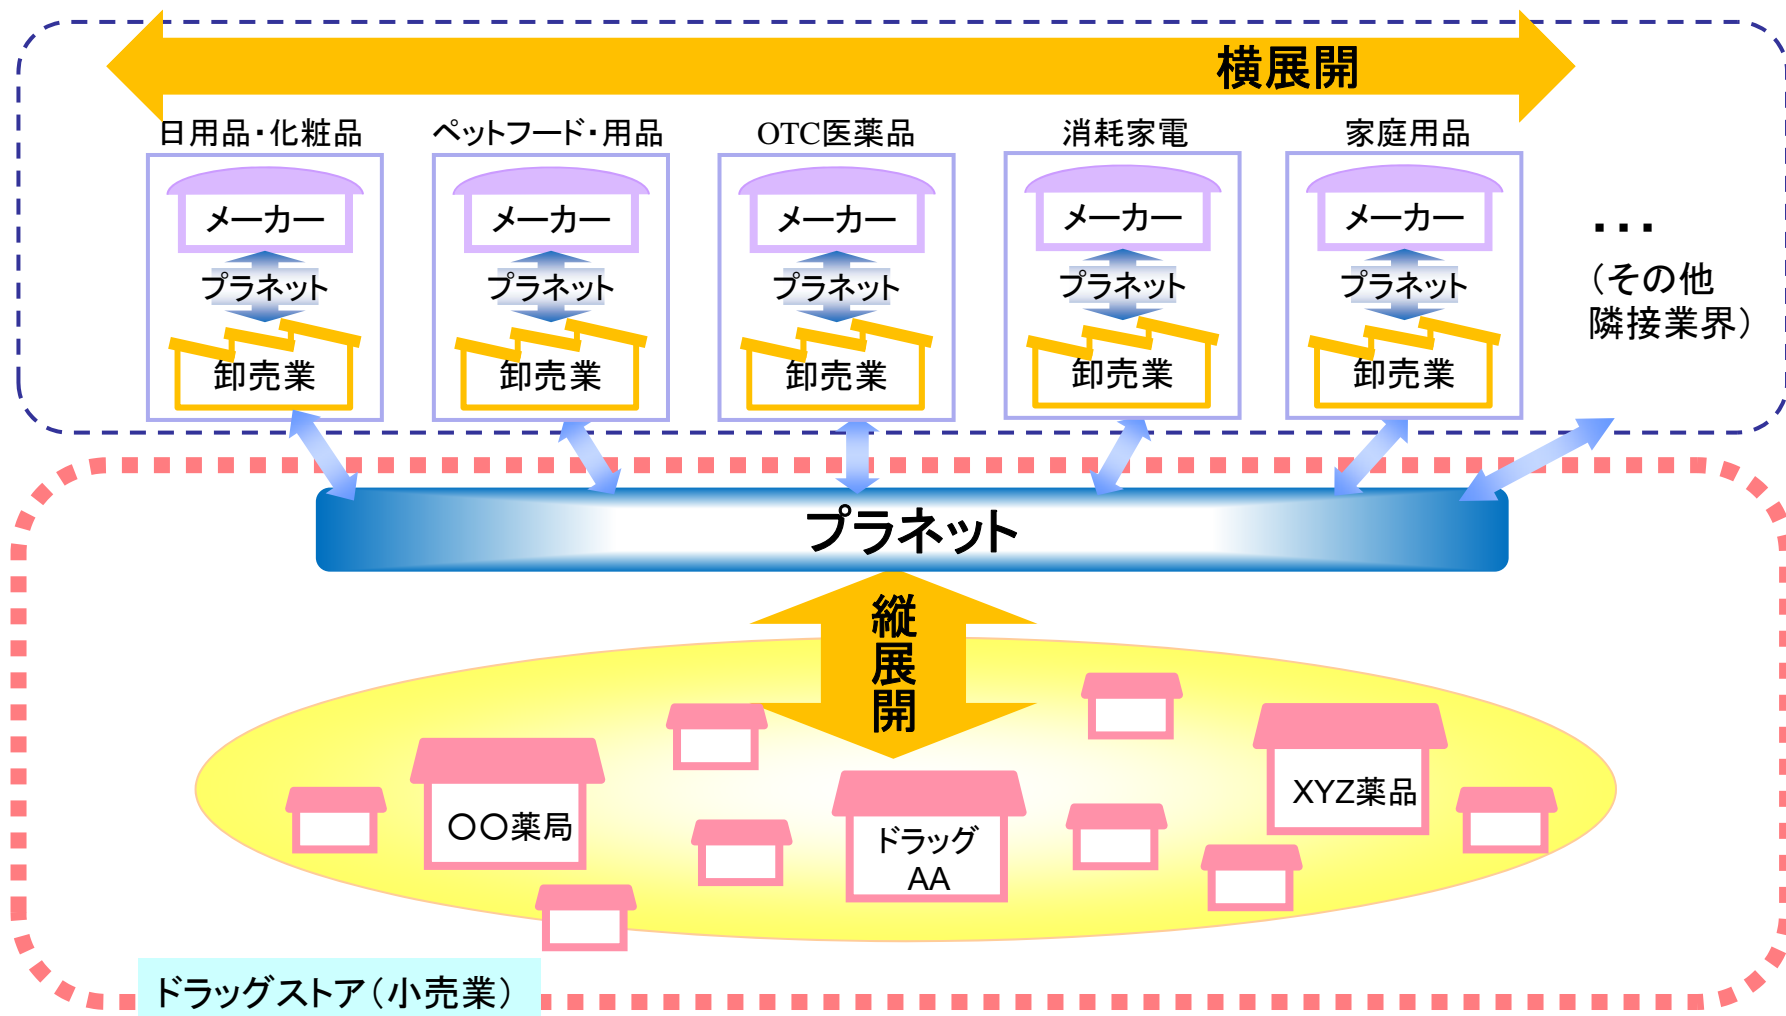 横展開
日用品・化粧品
ペットフード・用品
OTC医薬品
消耗家電
家庭用品
メーカー
メーカー
メーカー
メーカー
メーカー
・・・
プラネット
プラネット
プラネット
プラネット
プラネット
（その他
隣接業界）
卸売業
卸売業
卸売業
卸売業
卸売業
プラネット
縦展開
〇〇薬局
ドラッグ
AA
XYZ薬品
ドラッグストア（小売業）